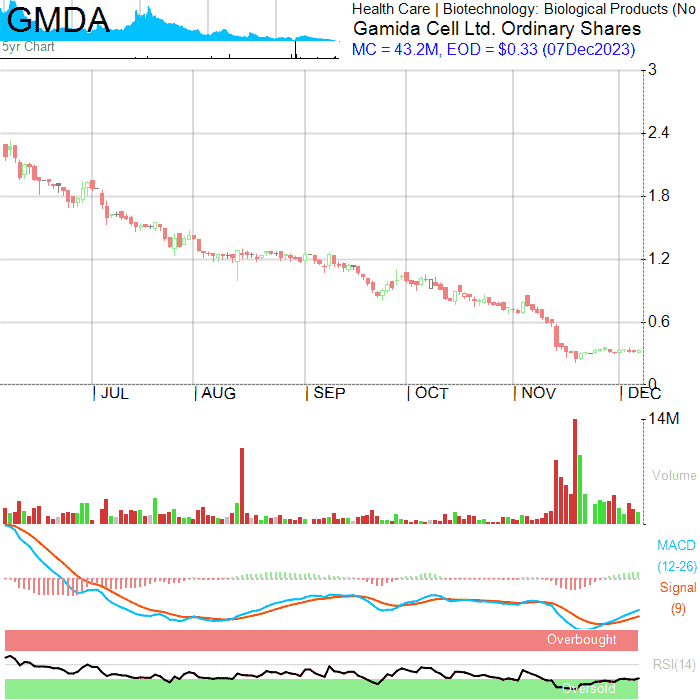 GMDA
Health Care | Biotechnology: Biological Products (No
Gamida Cell Ltd. Ordinary Shares
5yr Chart
MC = 43.2M, EOD = $0.33 (07Dec2023)
3
2.4
1.8
1.2
0.6
0
JUL AUG SEP OCT NOV DEC
14M
Volume
MACD
(12-26)
Signal
(9)
Overbought
RSI(14)
Oversold